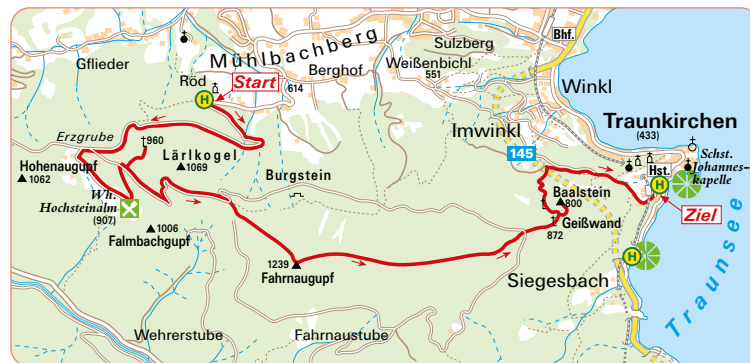 Gflieder
Mühlbachberg
Sulzberg
Bhf.
Röd
Start
614
Berghof
Weißenbichl
551
Winkl
H
Erzgrube
960
Imwinkl
Traunkirchen
(433)
Hohenaugupf
1062
Lärlkogel
1069
145
Schst.
Johannes-
kapelle
Wh.
Hochsteinalm
(907)
Burgstein
Hst.
H
Baalstein
800
Ziel
1006
Falmbachgupf
Geißwand
872
1239
Fahrnaugupf
Siegesbach
H
Traunsee
Wehrerstube
Fahrnaustube